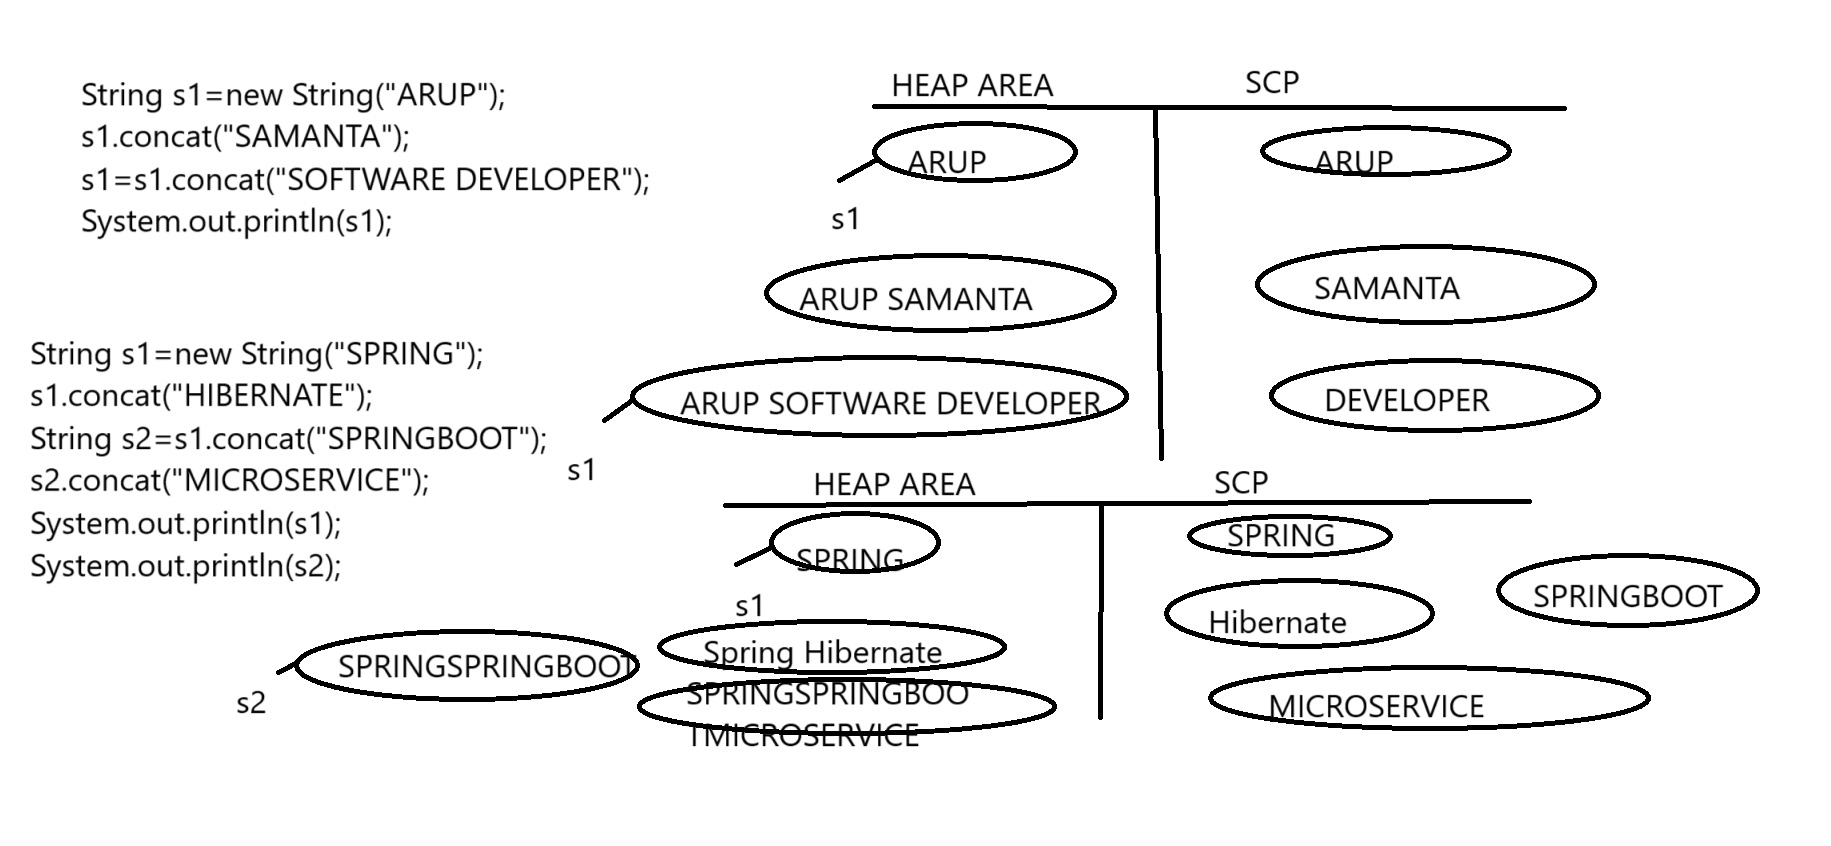 String s1=new String("ARUP");
s1.concat("SAMANTA");
s1=s1.concat("SOFTWARE DEVELOPER");
System.out.println(s1);
HEAP AREA
SCP
ARUP
ARUP
s1
ARUP SAMANTA
SAMANTA
ARUP SOFTWARE DEVELOPER
DEVELOPER
s1
String s1=new String("SPRING");
s1.concat("HIBERNATE");
String s2=s1.concat("SPRINGBOOT");
s2.concat("MICROSERVICE");
System.out.println(s1);
System.out.println(s2);
HEAP AREA
SCP
SPRING
SPRING
s1
Hibernate
SPRINGBOOT
SPRINGSPRINGBOOT
Spring Hibernate
s2
SPRINGSPRINGBOO
TMICROSERVICE
MICROSERVICE